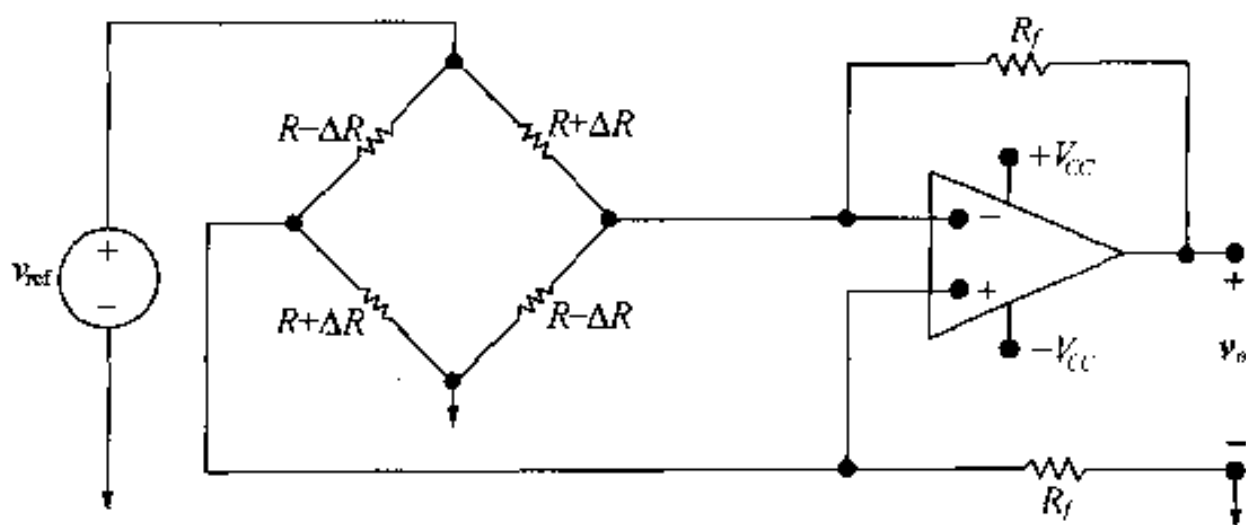 R_f
R−ΔR
R+ΔR
+V_CC
−
+
−
v_ref
+
+
R+ΔR
R−ΔR
−V_CC
v_o
−
R_f